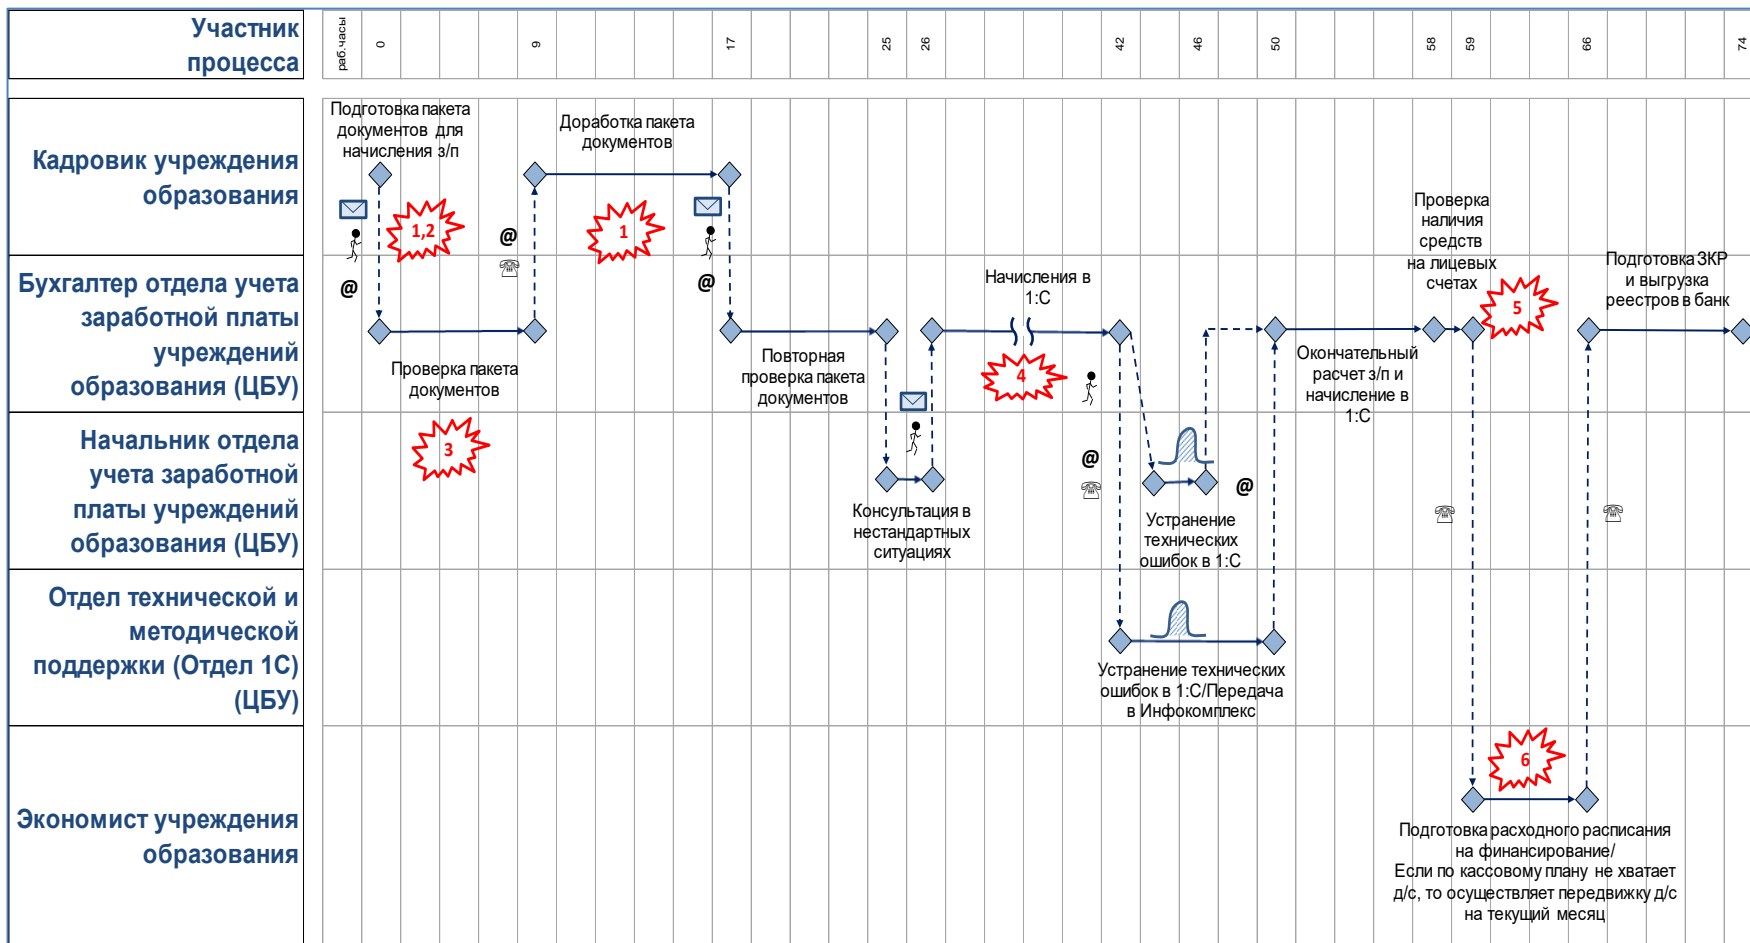 Участник
процесса
раб.часы
0
9
17
25
26
42
46
50
58
59
66
74
Кадровик учреждения
образования
Подготовка пакета
документов для
начисления з/п
Доработка пакета
документов
1,2
@
1
@
@
Проверка
наличия
средств
на лицевых
счетах
Бухгалтер отдела учета
заработной платы
учреждений
образования (ЦБУ)
Проверка пакета
документов
Повторная
проверка пакета
документов
Начисления в
1:С
4
Окончательный
расчет з/п и
начисление в
1:С
5
Подготовка ЗКР
и выгрузка
реестров в банк
Начальник отдела
учета заработной
платы учреждений
образования (ЦБУ)
3
Консультация в
нестандартных
ситуациях
@
@
Устранение
технических
ошибок в 1:С
Отдел технической и
методической
поддержки (Отдел 1С)
(ЦБУ)
Устранение технических
ошибок в 1:С/Передача
в Инфокомплекс
Экономист учреждения
образования
6
Подготовка расходного расписания
на финансирование/
Если по кассовому плану не хватает
д/с, то осуществляет передвижку д/с
на текущий месяц